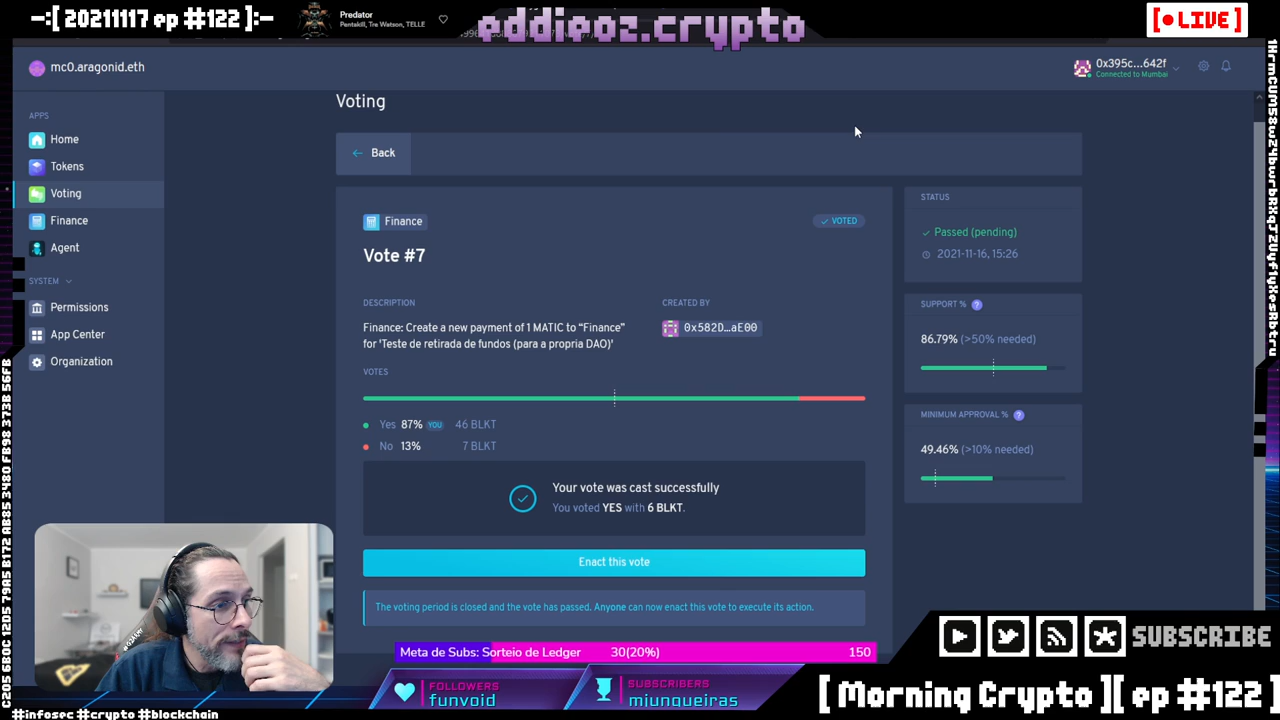 -:[ 20211117 ep #122 ]:-
Predator
Pentakill, Tre Watson, TELLE
eddieoz.crypto
[ LIVE ]
mc0.aragonid.eth
0x395c...642f
Connected to Mumbai
APPS
Home
Tokens
Voting
Finance
Agent
SYSTEM
Permissions
App Center
Organization
Voting
Back
Finance
VOTED
Vote #7
DESCRIPTION
Finance: Create a new payment of 1 MATIC to “Finance”
for 'Teste de retirada de fundos (para a propria DAO)'
CREATED BY
0x582D…aE00
VOTES
Yes 87% YOU 46 BLKT
No 13% 7 BLKT
Your vote was cast successfully
You voted YES with 6 BLKT.
Enact this vote
The voting period is closed and the vote has passed. Anyone can now enact this vote to execute its action.
STATUS
Passed (pending)
2021-11-16, 15:26
SUPPORT % ?
86.79% (>50% needed)
MINIMUM APPROVAL % ?
49.46% (>10% needed)
Meta de Subs: Sorteio de Ledger 30(20%) 150
FOLLOWERS
funvoid
SUBSCRIBERS
mjunqueiras
SUBSCRIBE
[ Morning Crypto ][ ep #122 ]
#infosec #crypto #blockchain